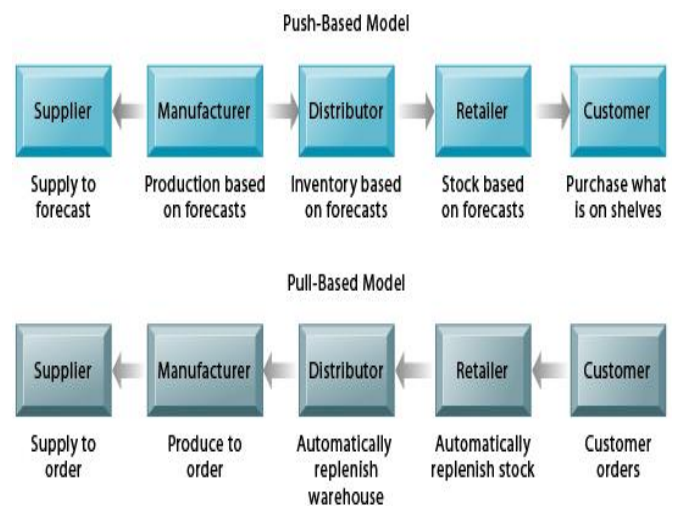 Push-Based Model
Supplier
Manufacturer
Distributor
Retailer
Customer
Supply to
forecast
Production based
on forecasts
Inventory based
on forecasts
Stock based
on forecasts
Purchase what
is on shelves
Pull-Based Model
Supplier
Manufacturer
Distributor
Retailer
Customer
Supply to
order
Produce to
order
Automatically
replenish
warehouse
Automatically
replenish stock
Customer
orders